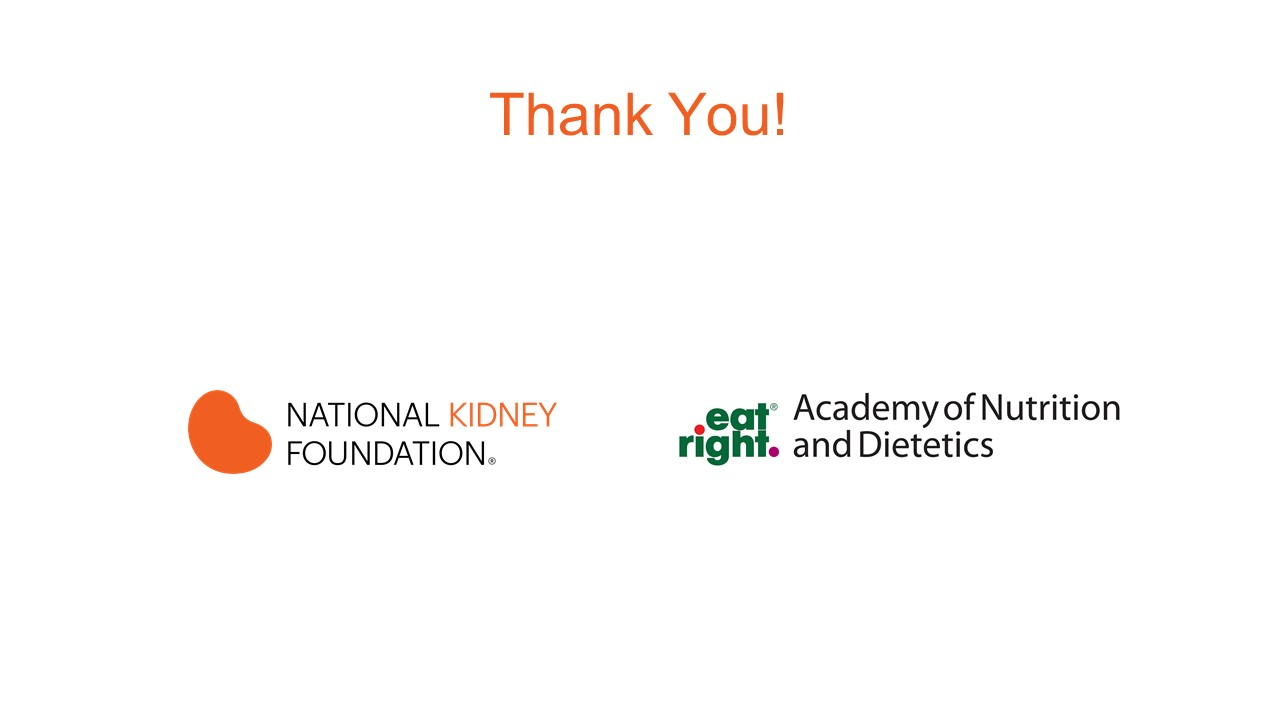 Thank You!
NATIONAL KIDNEY
FOUNDATION®
eat®
right.
Academy of Nutrition
and Dietetics